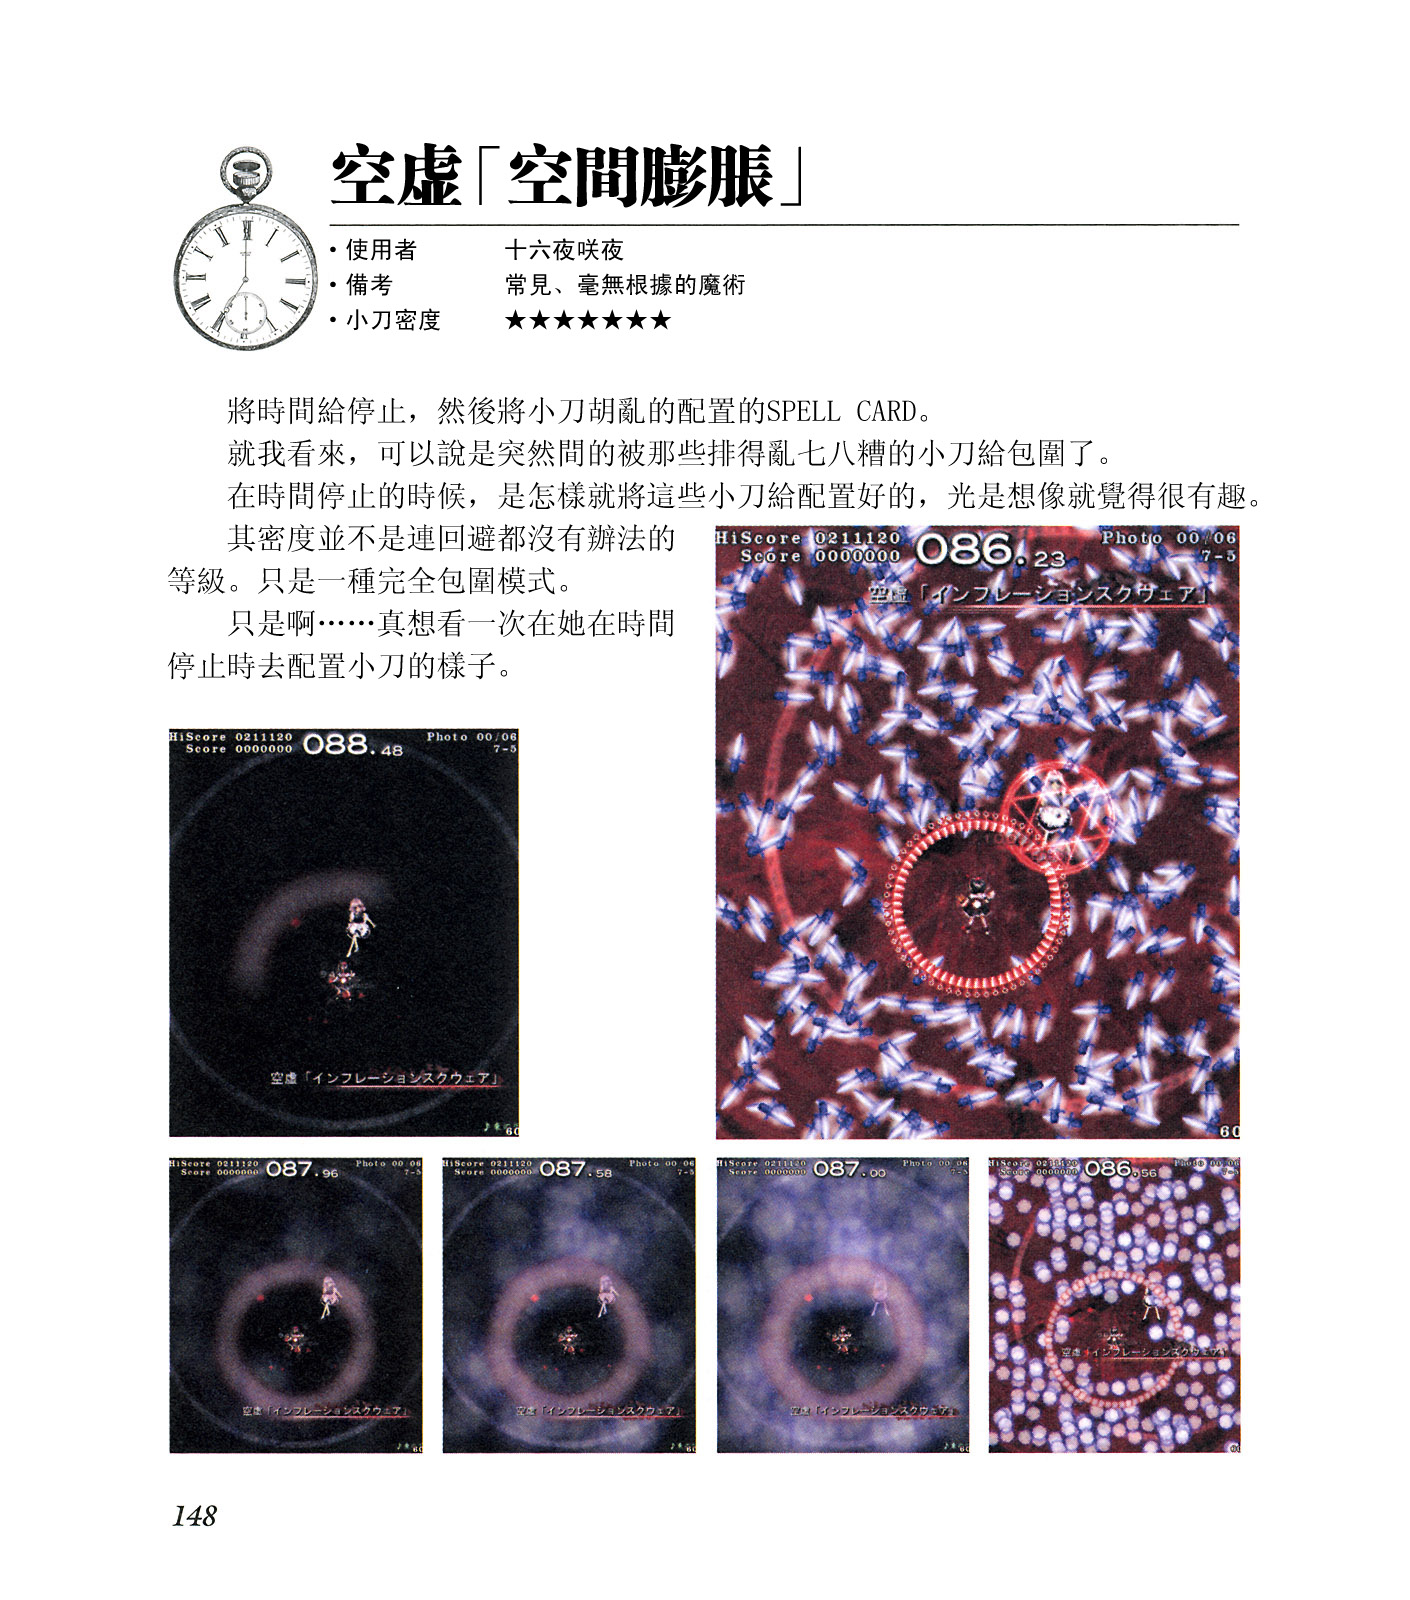 空虛「空間膨脹」
・使用者 十六夜咲夜
・備考 常見、毫無根據的魔術
・小刀密度 ★★★★★★★
將時間給停止，然後將小刀胡亂的配置的SPELL CARD。
就我看來，可以說是突然間的被那些排得亂七八糟的小刀給包圍了。
在時間停止的時候，是怎樣就將這些小刀給配置好的，光是想像就覺得很有趣。
其密度並不是連回避都沒有辦法的
等級。只是一種完全包圍模式。
只是啊……真想看一次在她在時間
停止時去配置小刀的樣子。
HiScore 0211120 086.23 Photo 00/06
Score 0000000 7-5
空虚「インフレーションスクウェア」
60
HiScore 0211120 088.48 Photo 00/06
Score 0000000 7-5
空虚「インフレーションスクウェア」
60
HiScore 0211120 087.96 Photo 00/06
Score 0000000 7-5
空虚「インフレーションスクウェア」
60
HiScore 0211120 087.58 Photo 00/06
Score 0000000 7-5
空虚「インフレーションスクウェア」
60
HiScore 0211120 087.00 Photo 00/06
Score 0000000 7-5
空虚「インフレーションスクウェア」
60
HiScore 0211120 086.56 Photo 00/06
Score 0000000 7-5
空虚「インフレーションスクウェア」
60
148